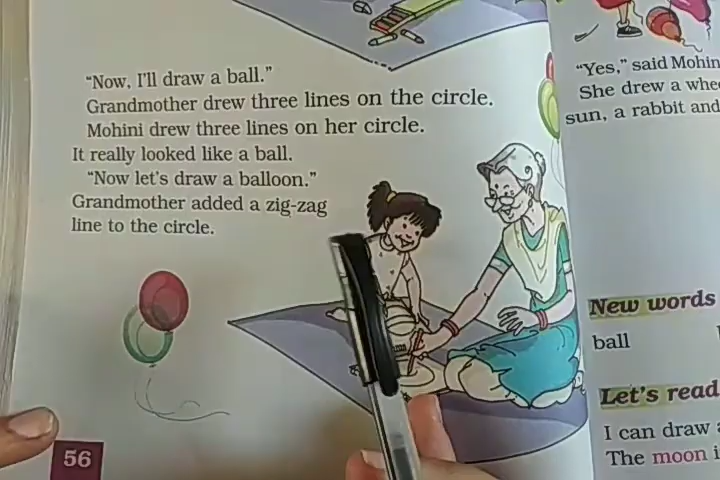 "Now, I'll draw a ball."
Grandmother drew three lines on the circle.
Mohini drew three lines on her circle.
It really looked like a ball.
"Now let's draw a balloon."
Grandmother added a zig-zag
line to the circle.
56
"Yes," said Mohin
She drew a whe
sun, a rabbit and
New words
ball
Let's read
I can draw a
The moon i